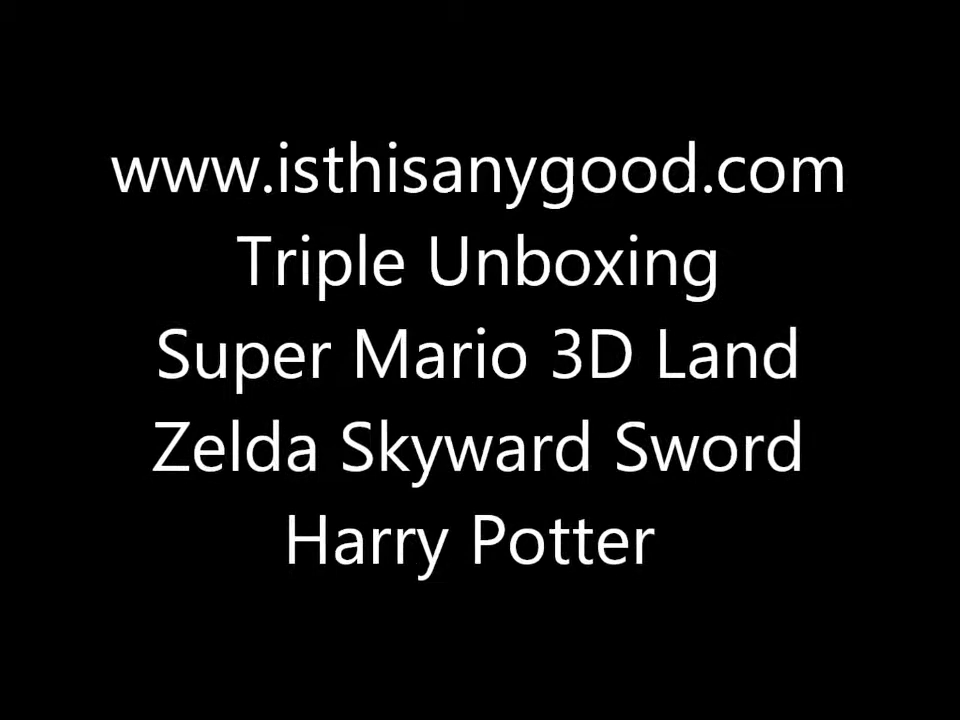 www.isthisanygood.com
Triple Unboxing
Super Mario 3D Land
Zelda Skyward Sword
Harry Potter